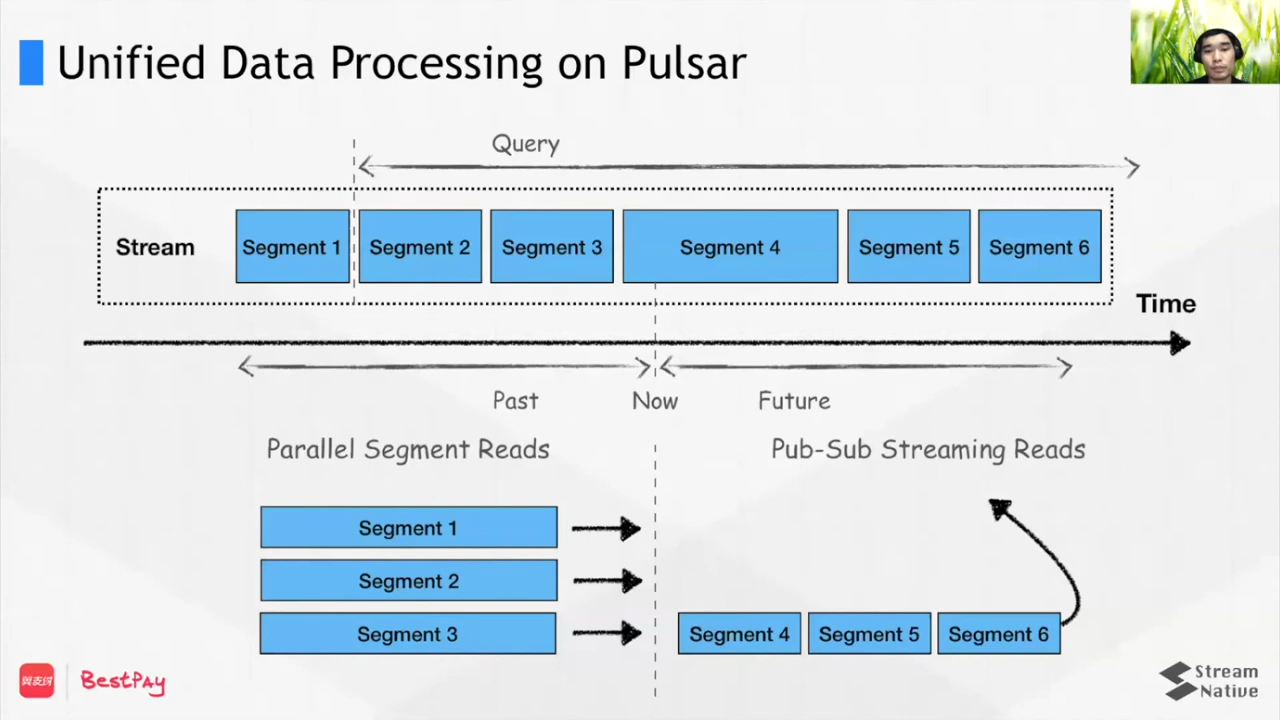 Unified Data Processing on Pulsar
Query
Stream
Segment 1
Segment 2
Segment 3
Segment 4
Segment 5
Segment 6
Time
Past
Now
Future
Parallel Segment Reads
Pub-Sub Streaming Reads
Segment 1
Segment 2
Segment 3
Segment 4
Segment 5
Segment 6
BestPay
Stream
Native